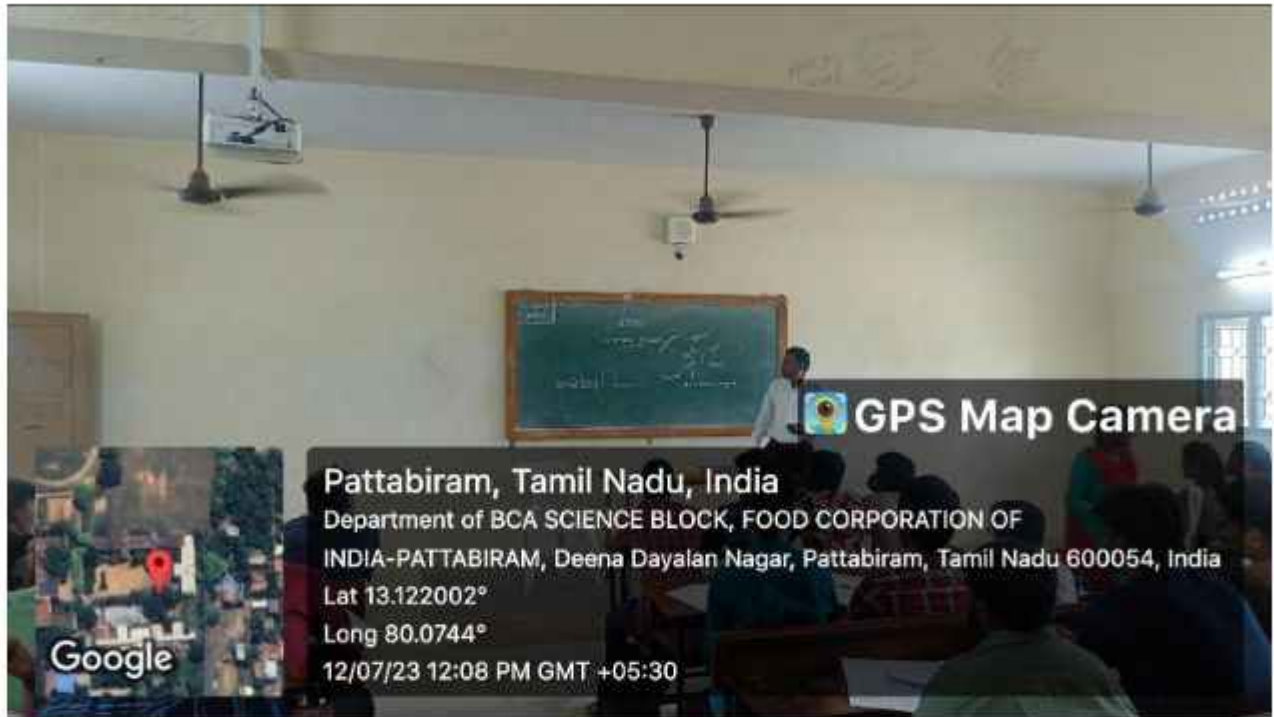 GPS Map Camera
Pattabiram, Tamil Nadu, India
Department of BCA SCIENCE BLOCK, FOOD CORPORATION OF
INDIA-PATTABIRAM, Deena Dayalan Nagar, Pattabiram, Tamil Nadu 600054, India
Lat 13.122002°
Long 80.0744°
12/07/23 12:08 PM GMT +05:30
Google